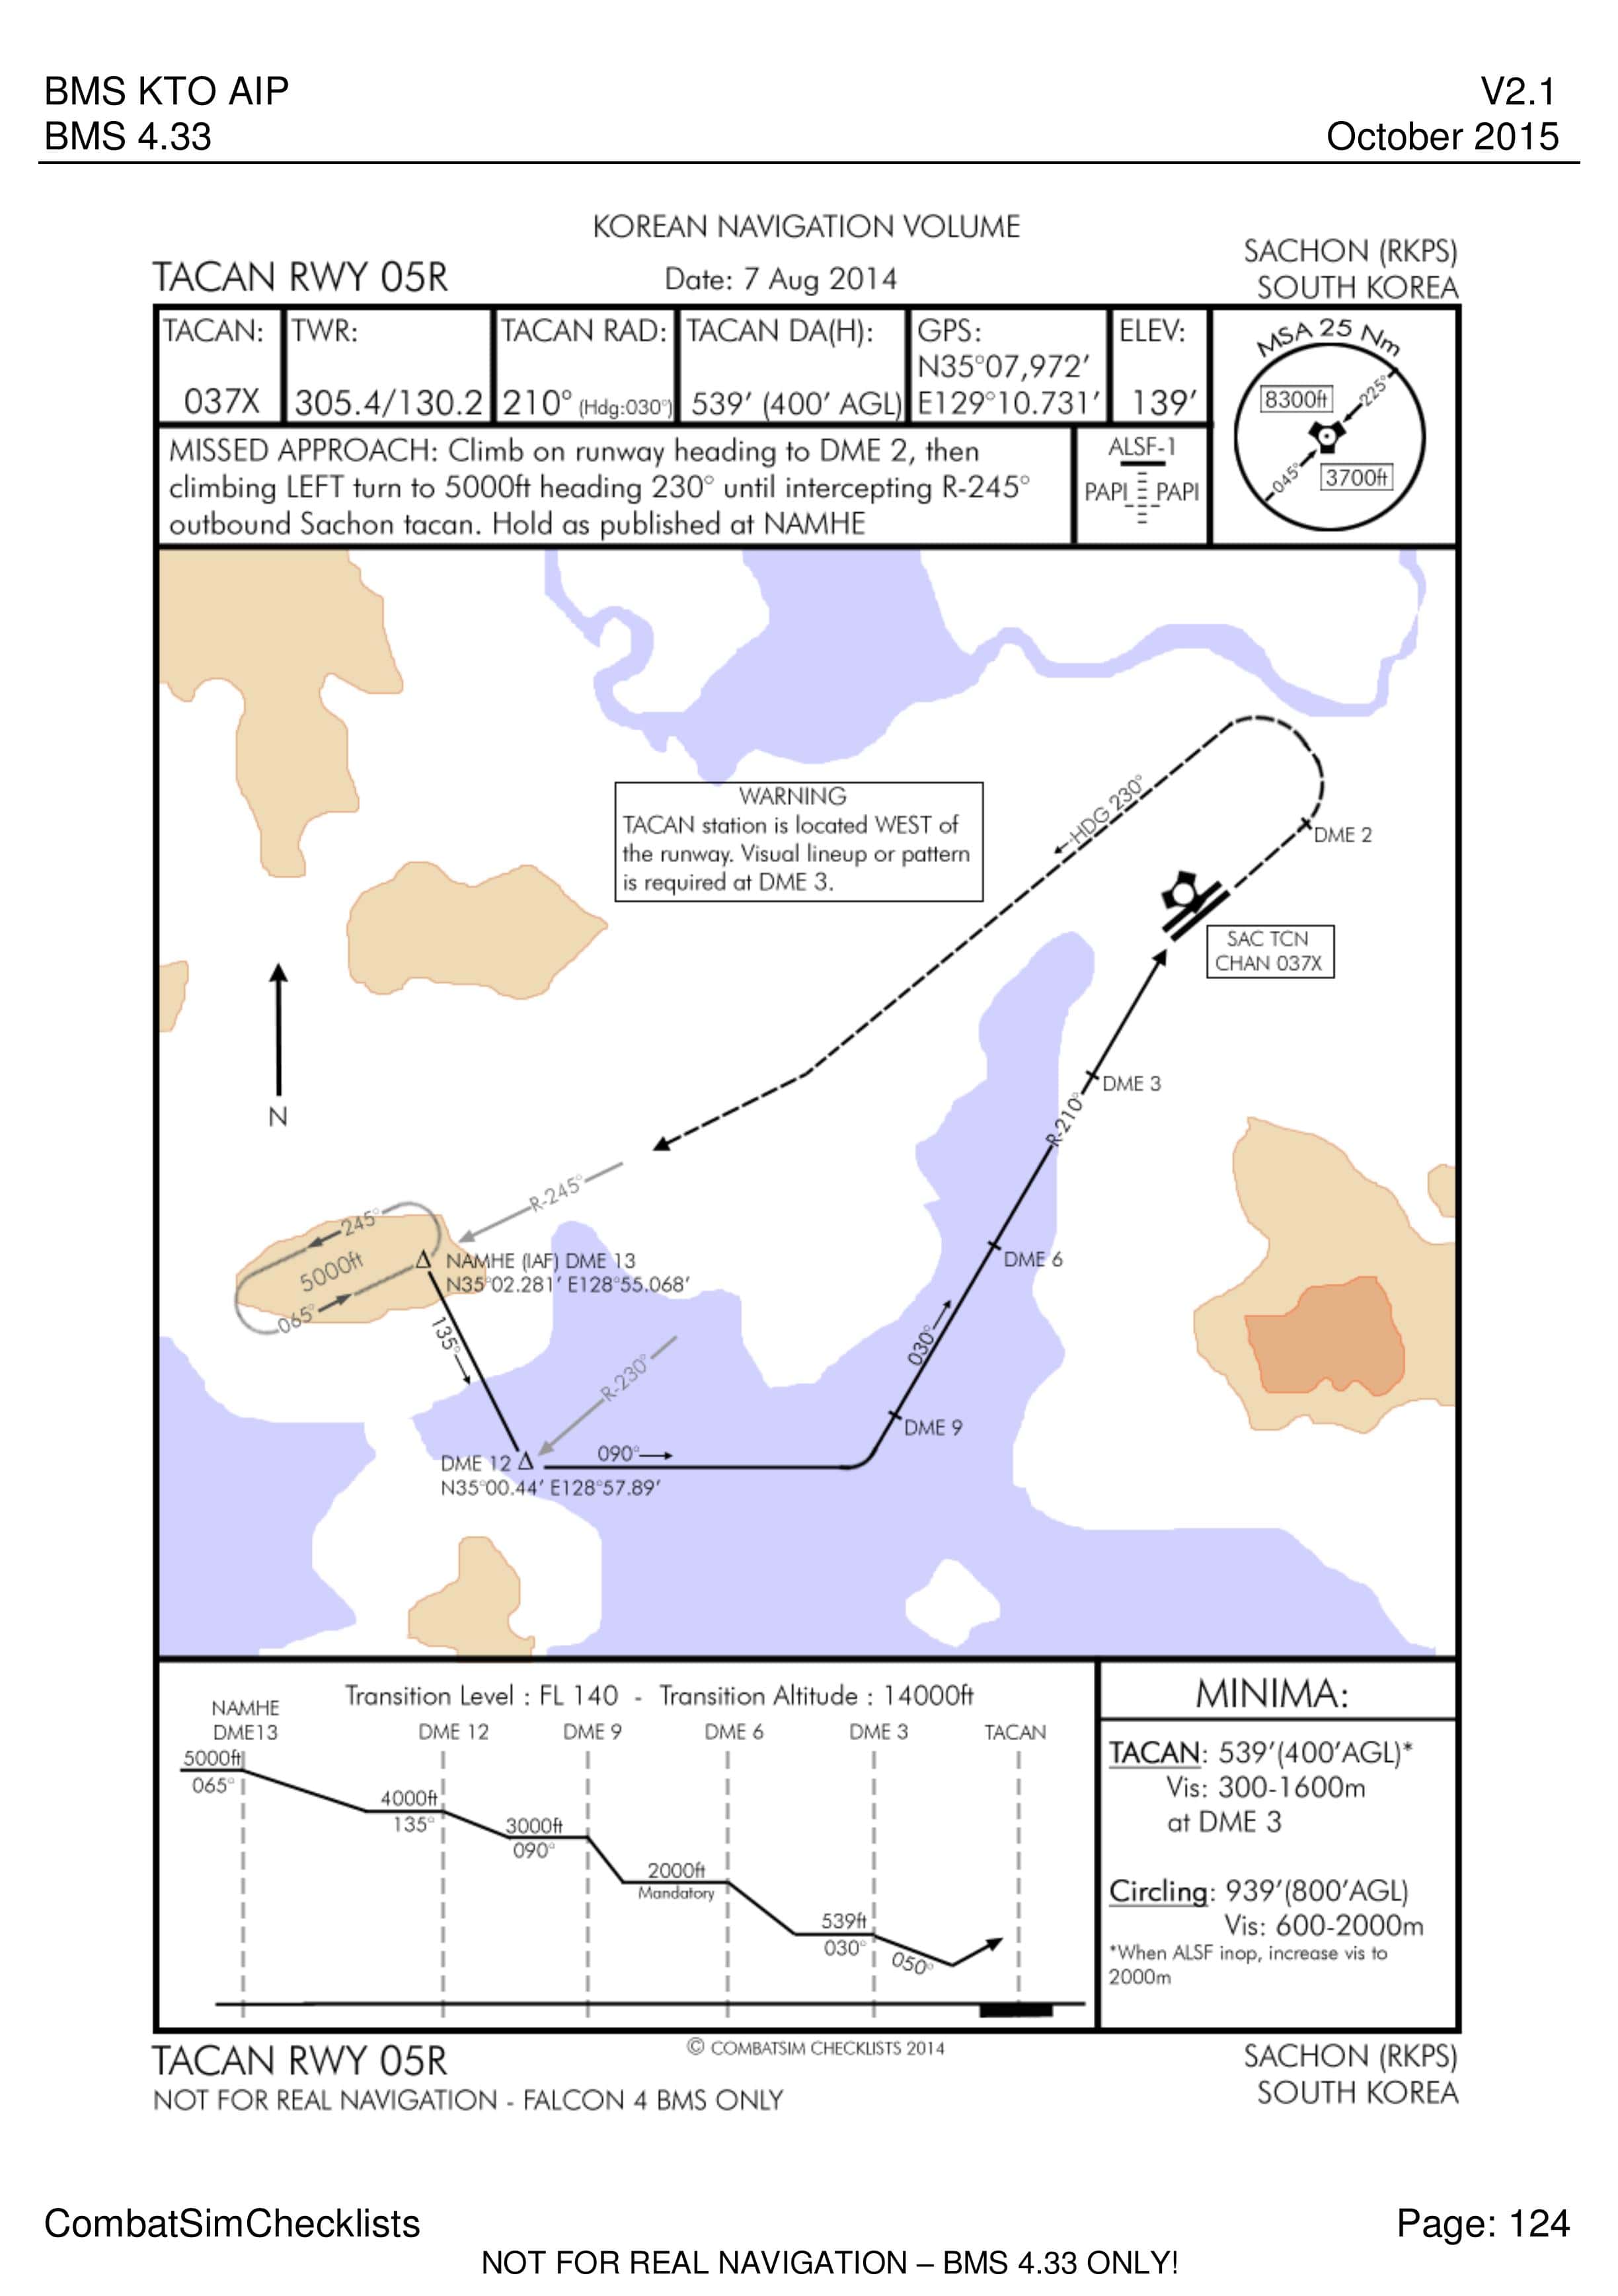 BMS KTO AIP
V2.1
BMS 4.33
October 2015
KOREAN NAVIGATION VOLUME
TACAN RWY 05R
Date: 7 Aug 2014
SACHON (RKPS)
SOUTH KOREA
TACAN:
037X
TWR:
305.4/130.2
TACAN RAD:
210° (Hdg:030°)
TACAN DA(H):
539' (400' AGL)
GPS:
N35°07,972'
E129°10.731'
ELEV:
139'
MSA 25 Nm
8300ft
225°
045°
3700ft
MISSED APPROACH: Climb on runway heading to DME 2, then
climbing LEFT turn to 5000ft heading 230° until intercepting R-245°
outbound Sachon tacan. Hold as published at NAMHE
ALSF-1
PAPI PAPI
WARNING
TACAN station is located WEST of
the runway. Visual lineup or pattern
is required at DME 3.
HDG 230°
DME 2
SAC TCN
CHAN 037X
N
DME 3
R-210°
R-245°
245°
5000ft
065°
NAMHE (IAF) DME 13
N35°02.281' E128°55.068'
DME 6
135°
030°
R-230°
DME 9
DME 12
090°
N35°00.44' E128°57.89'
Transition Level : FL 140 - Transition Altitude : 14000ft
NAMHE
DME13
DME 12
DME 9
DME 6
DME 3
TACAN
5000ft
065°
4000ft
135°
3000ft
090°
2000ft
Mandatory
539ft
030°
050°
MINIMA:
TACAN: 539'(400'AGL)*
Vis: 300-1600m
at DME 3
Circling: 939'(800'AGL)
Vis: 600-2000m
*When ALSF inop, increase vis to
2000m
TACAN RWY 05R
© COMBATSIM CHECKLISTS 2014
SACHON (RKPS)
NOT FOR REAL NAVIGATION - FALCON 4 BMS ONLY
SOUTH KOREA
CombatSimChecklists
Page: 124
NOT FOR REAL NAVIGATION – BMS 4.33 ONLY!